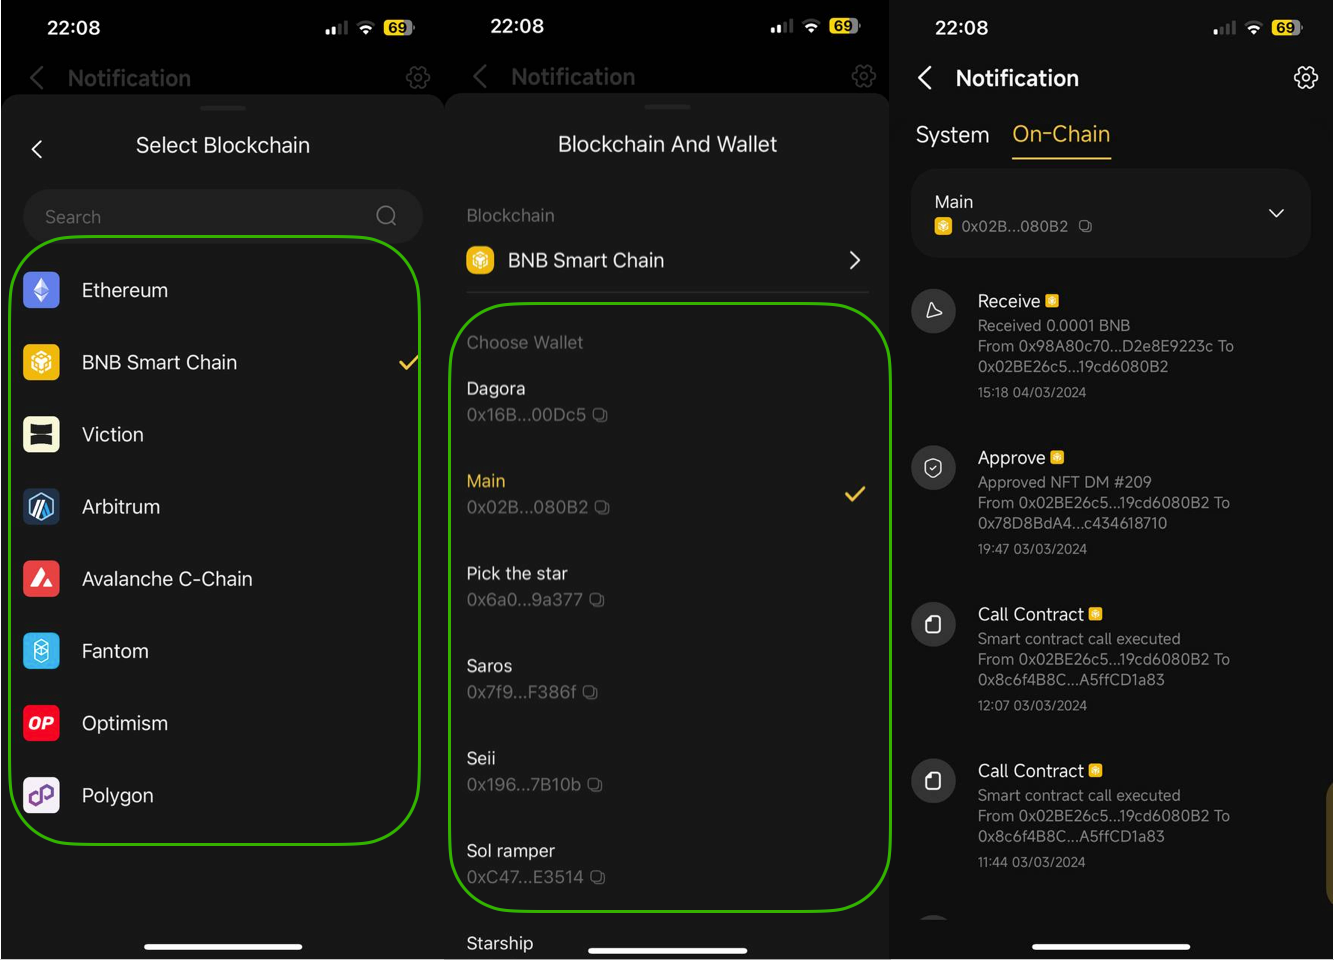 22:08
69
Notification
Select Blockchain
Search
Ethereum
BNB Smart Chain
Viction
Arbitrum
Avalanche C-Chain
Fantom
OP
Optimism
Polygon
22:08
69
Notification
Blockchain And Wallet
Blockchain
BNB Smart Chain
Choose Wallet
Dagora
0x16B...00Dc5
Main
0x02B...080B2
Pick the star
0x6a0...9a377
Saros
0x7f9...F386f
Seii
0x196...7B10b
Sol ramper
0xC47...E3514
Starship
22:08
69
Notification
System On-Chain
Main
0x02B...080B2
Receive
Received 0.0001 BNB
From 0x98A80c70...D2e8E9223c To
0x02BE26c5...19cd6080B2
15:18 04/03/2024
Approve
Approved NFT DM #209
From 0x02BE26c5...19cd6080B2 To
0x78D8BdA4...c434618710
19:47 03/03/2024
Call Contract
Smart contract call executed
From 0x02BE26c5...19cd6080B2 To
0x8c6f4B8C...A5ffCD1a83
12:07 03/03/2024
Call Contract
Smart contract call executed
From 0x02BE26c5...19cd6080B2 To
0x8c6f4B8C...A5ffCD1a83
11:44 03/03/2024